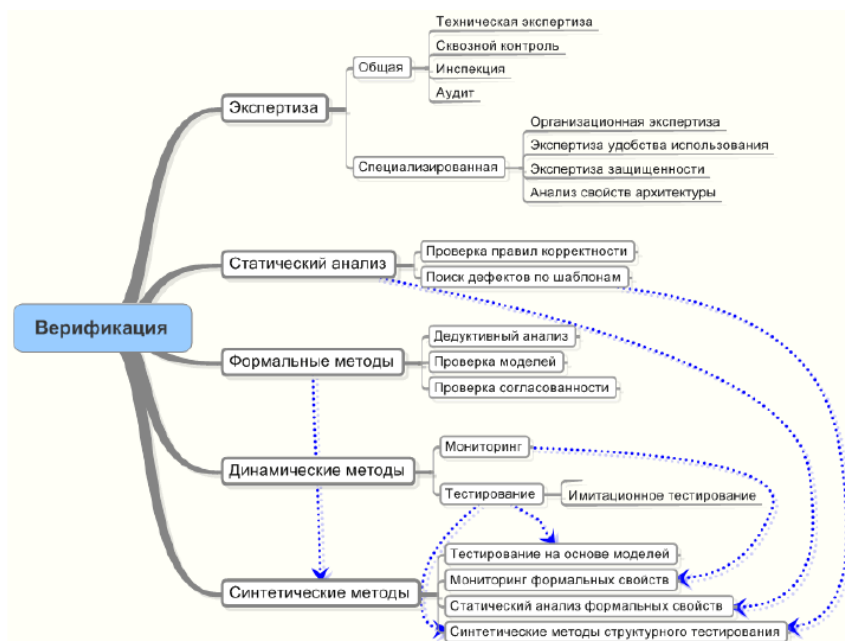 Верификация
Экспертиза
Общая
Техническая экспертиза
Сквозной контроль
Инспекция
Аудит
Специализированная
Организационная экспертиза
Экспертиза удобства использования
Экспертиза защищенности
Анализ свойств архитектуры
Статический анализ
Проверка правил корректности
Поиск дефектов по шаблонам
Формальные методы
Дедуктивный анализ
Проверка моделей
Проверка согласованности
Динамические методы
Мониторинг
Тестирование
Имитационное тестирование
Синтетические методы
Тестирование на основе моделей
Мониторинг формальных свойств
Статический анализ формальных свойств
Синтетические методы структурного тестирования